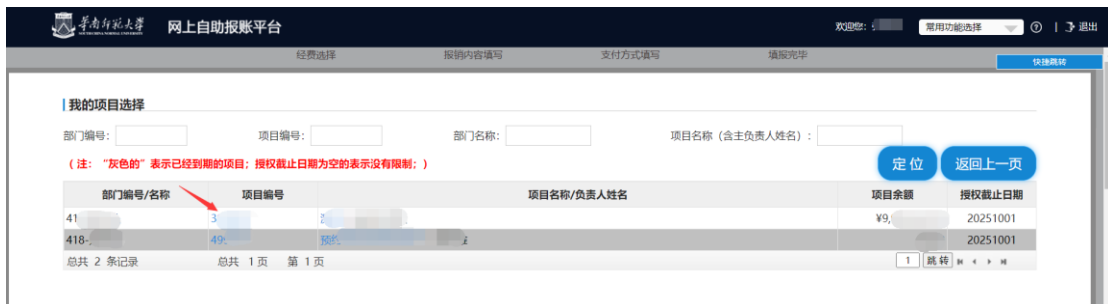 華南师范大学 网上自助报账平台 欢迎您： 常用功能选择 退出
SOUTH CHINA NORMAL UNIVERSITY
经费选择 报销内容填写 支付方式填写 填报完毕
快捷跳转
我的项目选择
部门编号： 项目编号： 部门名称： 项目名称（含主负责人姓名）：
（注：“灰色的”表示已经到期的项目；授权截止日期为空的表示没有限制；）
定位 返回上一页
部门编号/名称 项目编号 项目名称/负责人姓名 项目余额 授权截止日期
41 3 ¥9, 20251001
418- 49 预约 20251001
总共 2 条记录 总共 1页 第 1页 1 跳转